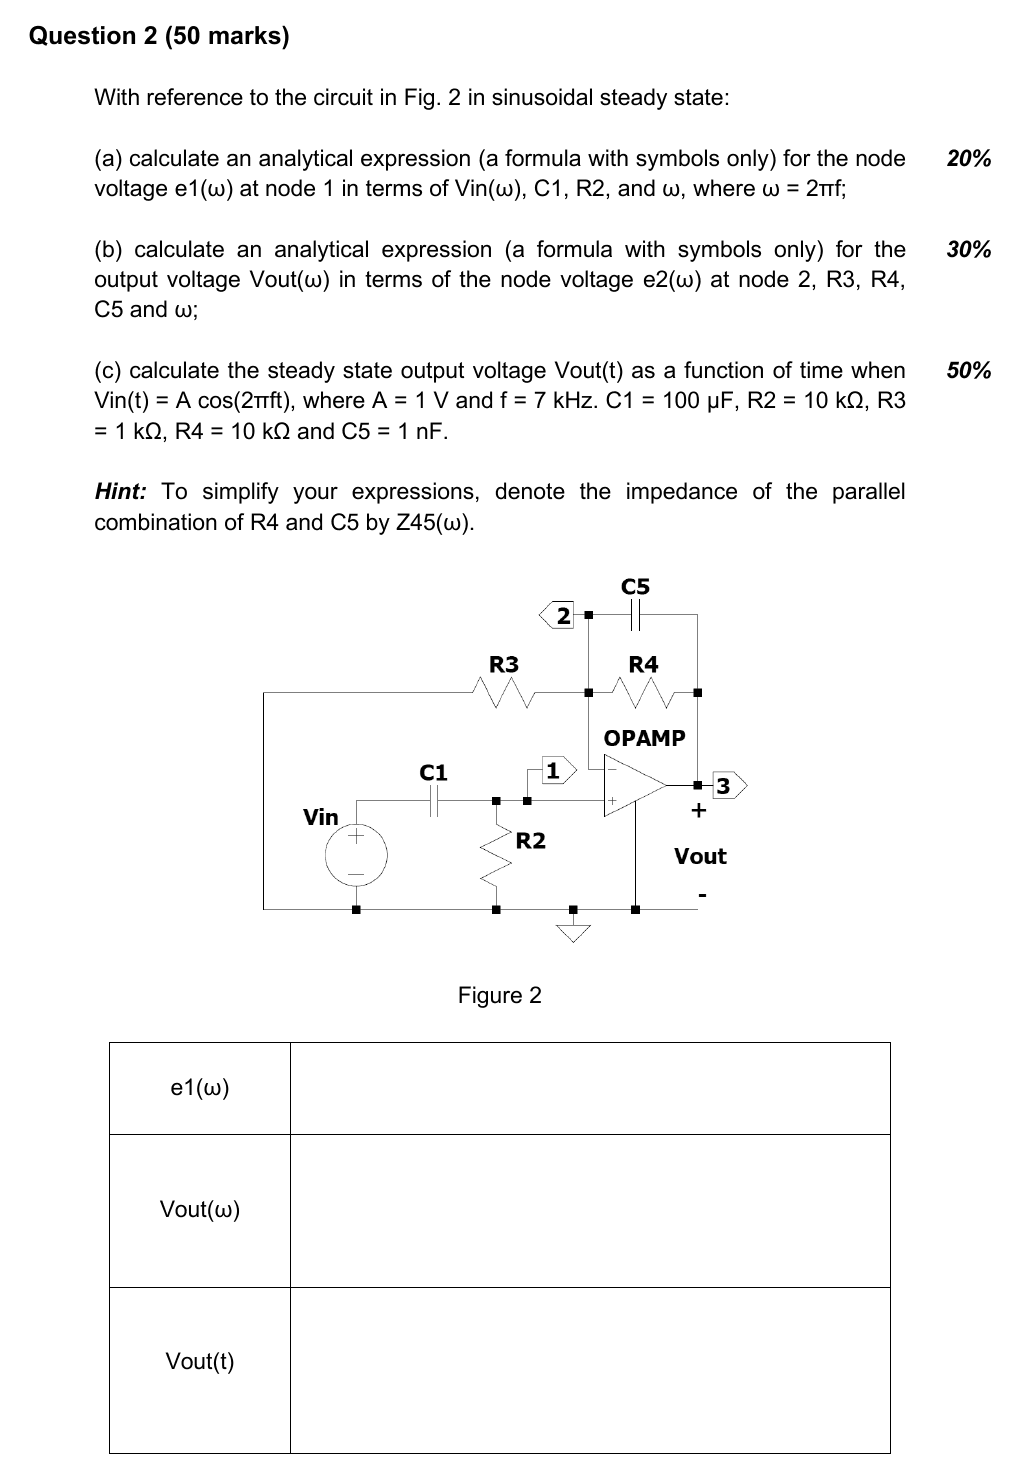 Question 2 (50 marks)
With reference to the circuit in Fig. 2 in sinusoidal steady state:
(a) calculate an analytical expression (a formula with symbols only) for the node 20%
voltage e1(ω) at node 1 in terms of Vin(ω), C1, R2, and ω, where ω = 2πf;
(b) calculate an analytical expression (a formula with symbols only) for the 30%
output voltage Vout(ω) in terms of the node voltage e2(ω) at node 2, R3, R4,
C5 and ω;
(c) calculate the steady state output voltage Vout(t) as a function of time when 50%
Vin(t) = A cos(2πft), where A = 1 V and f = 7 kHz. C1 = 100 µF, R2 = 10 kΩ, R3
= 1 kΩ, R4 = 10 kΩ and C5 = 1 nF.
Hint: To simplify your expressions, denote the impedance of the parallel
combination of R4 and C5 by Z45(ω).
C5
2
R3 R4
OPAMP
C1 1
3
+
Vin
R2
Vout
-
Figure 2
e1(ω)
Vout(ω)
Vout(t)